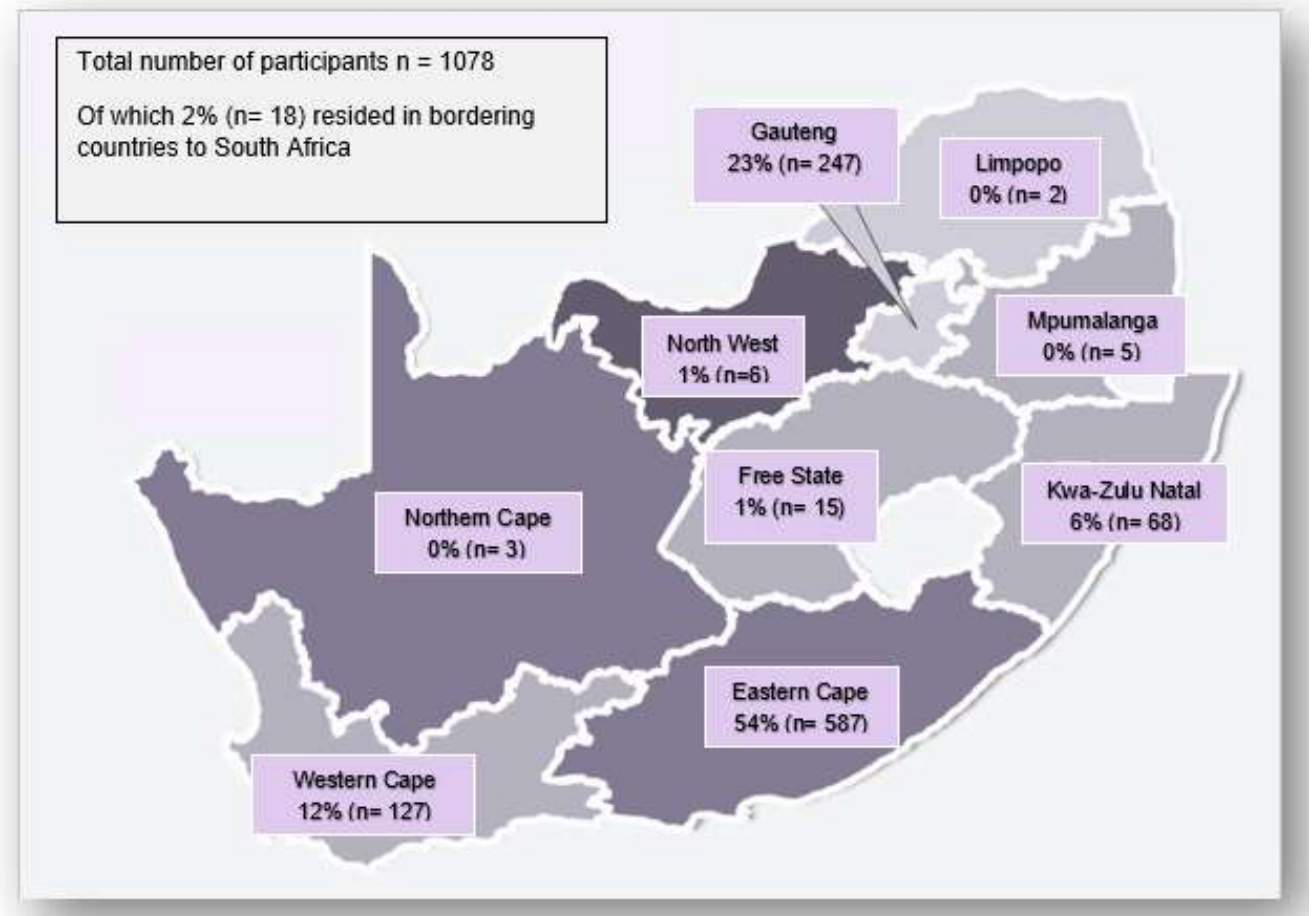 Total number of participants n = 1078
Of which 2% (n= 18) resided in bordering
countries to South Africa
Gauteng
23% (n= 247)
Limpopo
0% (n= 2)
Mpumalanga
0% (n= 5)
North West
1% (n=6)
Free State
1% (n= 15)
Kwa-Zulu Natal
6% (n= 68)
Northern Cape
0% (n= 3)
Eastern Cape
54% (n= 587)
Western Cape
12% (n= 127)